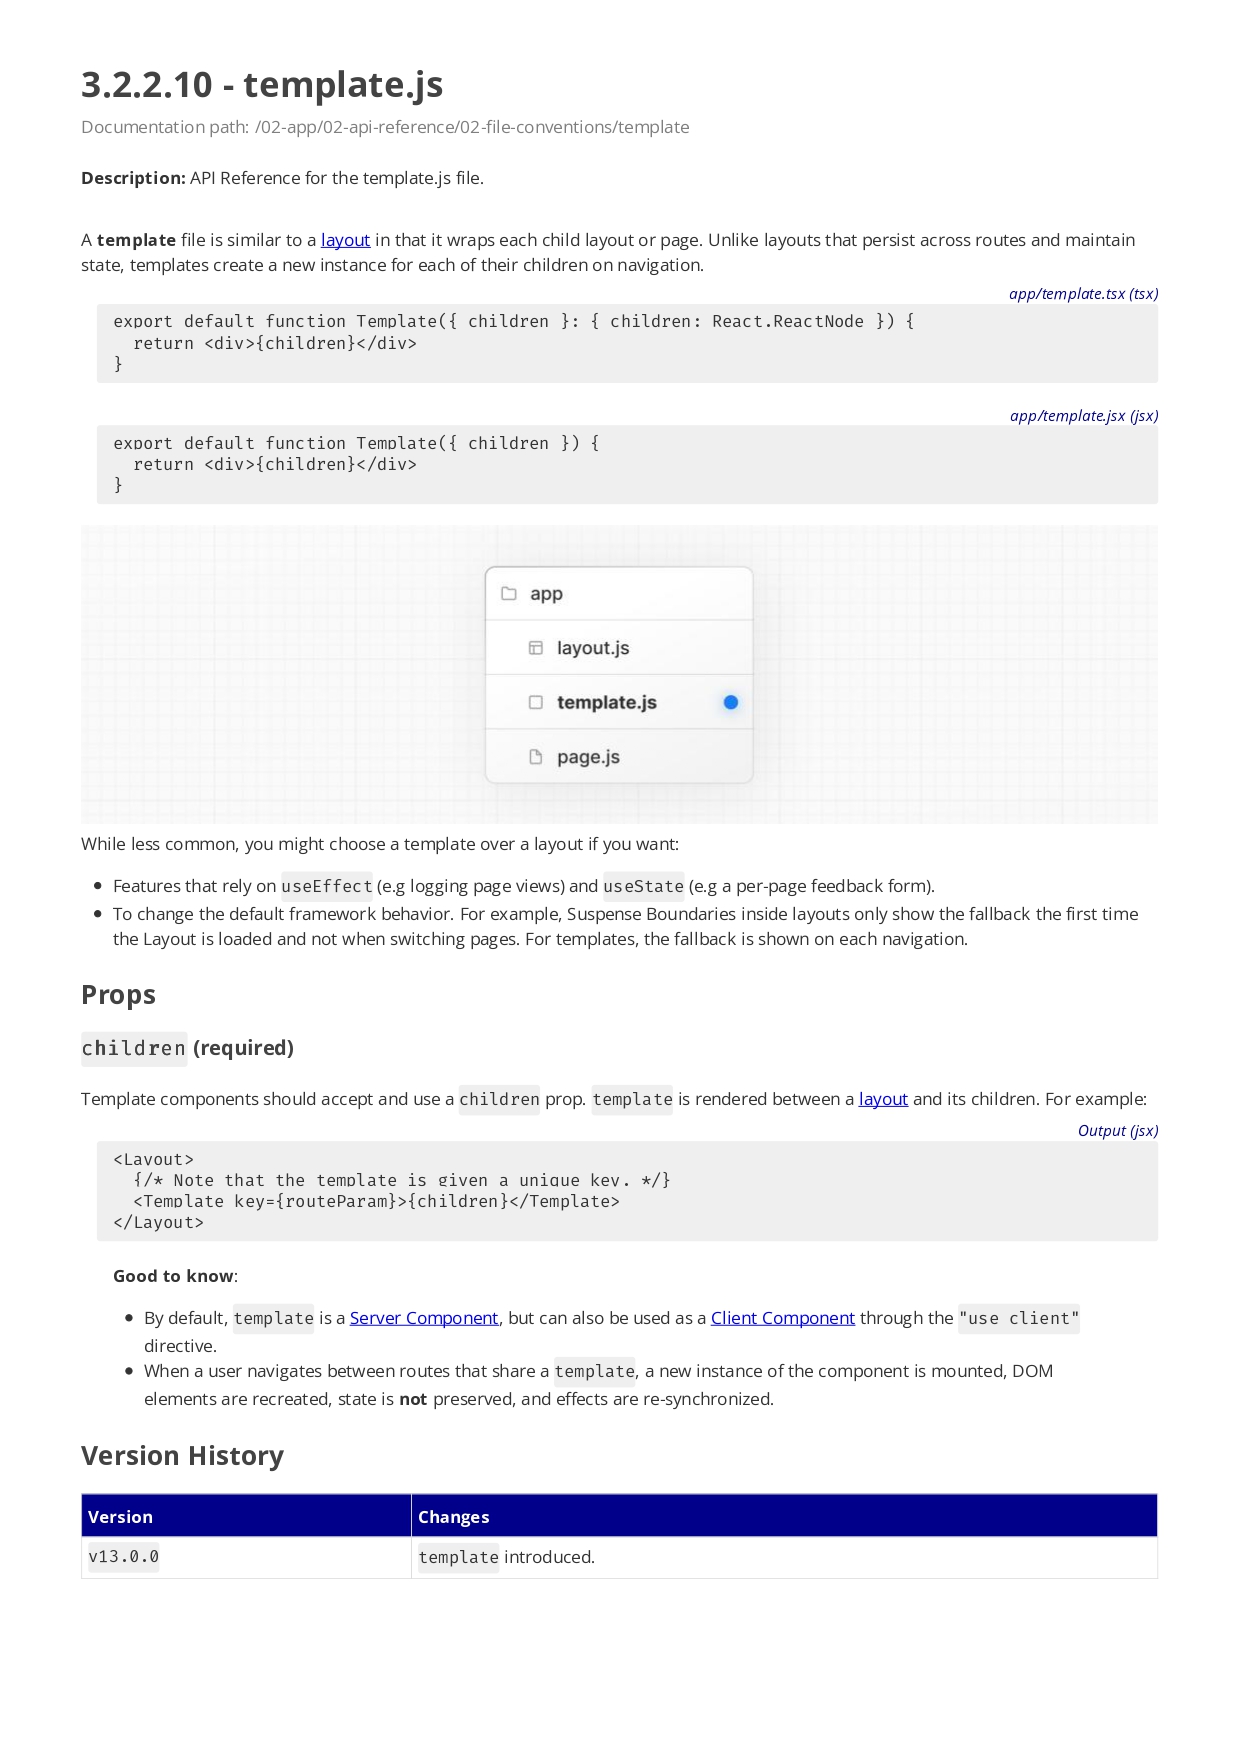 3.2.2.10 - template.js
Documentation path: /02-app/02-api-reference/02-file-conventions/template
Description: API Reference for the template.js file.
A template file is similar to a layout in that it wraps each child layout or page. Unlike layouts that persist across routes and maintain
state, templates create a new instance for each of their children on navigation.
app/template.tsx (tsx)
export default function Template({ children }: { children: React.ReactNode }) {
  return <div>{children}</div>
}
app/template.jsx (jsx)
export default function Template({ children }) {
  return <div>{children}</div>
}
app
layout.js
template.js
page.js
While less common, you might choose a template over a layout if you want:
● Features that rely on useEffect (e.g logging page views) and useState (e.g a per-page feedback form).
● To change the default framework behavior. For example, Suspense Boundaries inside layouts only show the fallback the first time
the Layout is loaded and not when switching pages. For templates, the fallback is shown on each navigation.
Props
children (required)
Template components should accept and use a children prop. template is rendered between a layout and its children. For example:
Output (jsx)
<Layout>
  {/* Note that the template is given a unique key. */}
  <Template key={routeParam}>{children}</Template>
</Layout>
Good to know:
● By default, template is a Server Component, but can also be used as a Client Component through the "use client"
directive.
● When a user navigates between routes that share a template, a new instance of the component is mounted, DOM
elements are recreated, state is not preserved, and effects are re-synchronized.
Version History
Version Changes
v13.0.0 template introduced.